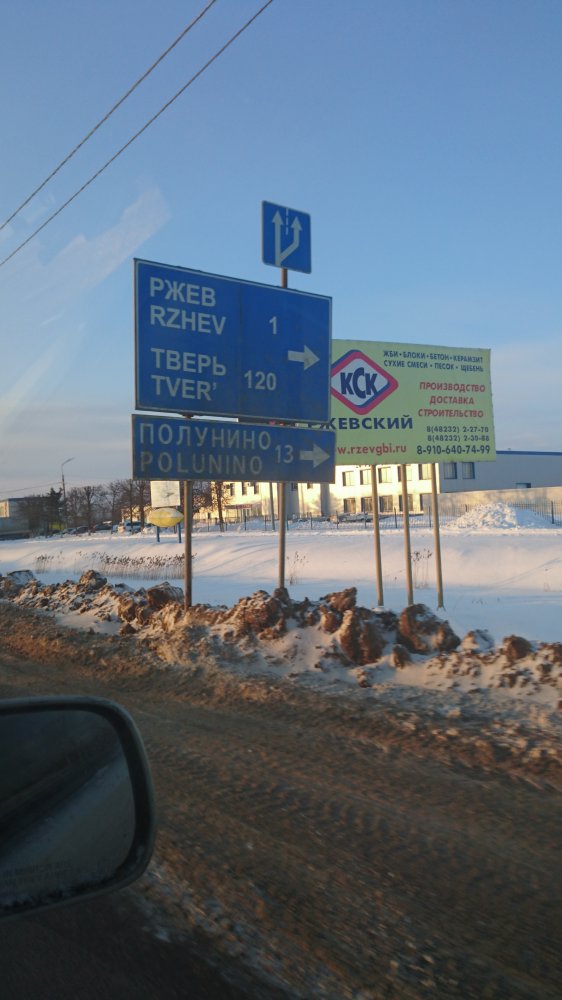 РЖЕВ
RZHEV 1
ТВЕРЬ
TVER' 120
ПОЛУНИНО
POLUNINO 13
ЖБИ•БЛОКИ•БЕТОН•КЕРАМЗИТ
СУХИЕ СМЕСИ•ПЕСОК•ЩЕБЕНЬ
КСК
ПРОИЗВОДСТВО
ДОСТАВКА
СТРОИТЕЛЬСТВО
ЖЕВСКИЙ
8(48232) 2-27-70
8(48232) 2-30-88
w.rzevgbi.ru
8-910-640-74-99